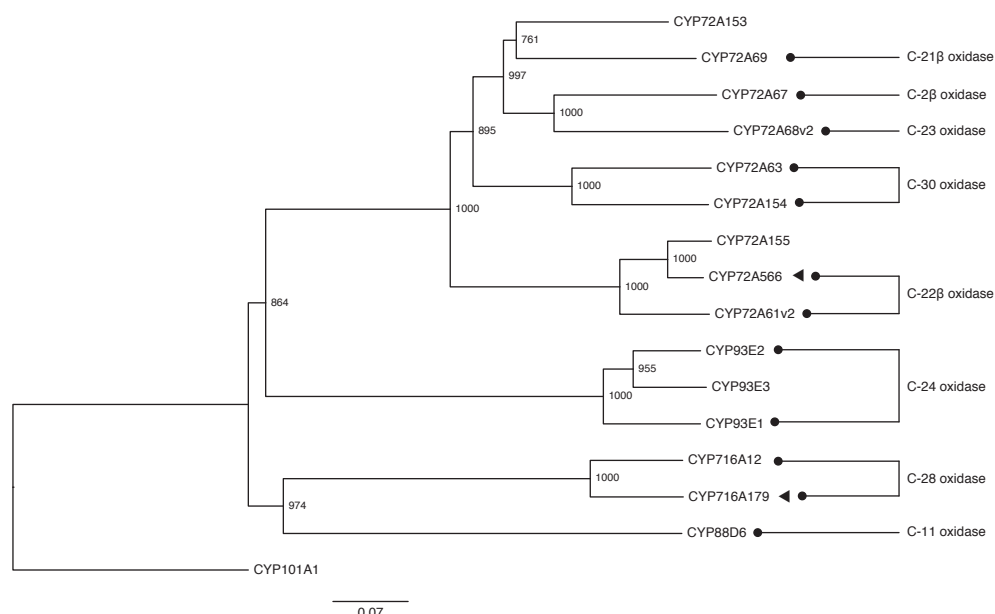 CYP72A153
761
CYP72A69 C-21β oxidase
997
CYP72A67 C-2β oxidase
1000
895
CYP72A68v2 C-23 oxidase
CYP72A63
1000 C-30 oxidase
CYP72A154
1000
CYP72A155
1000
CYP72A566
1000 C-22β oxidase
864
CYP72A61v2
CYP93E2
955
CYP93E3 C-24 oxidase
1000
CYP93E1
CYP716A12
1000 C-28 oxidase
CYP716A179
974
CYP88D6 C-11 oxidase
CYP101A1
0.07